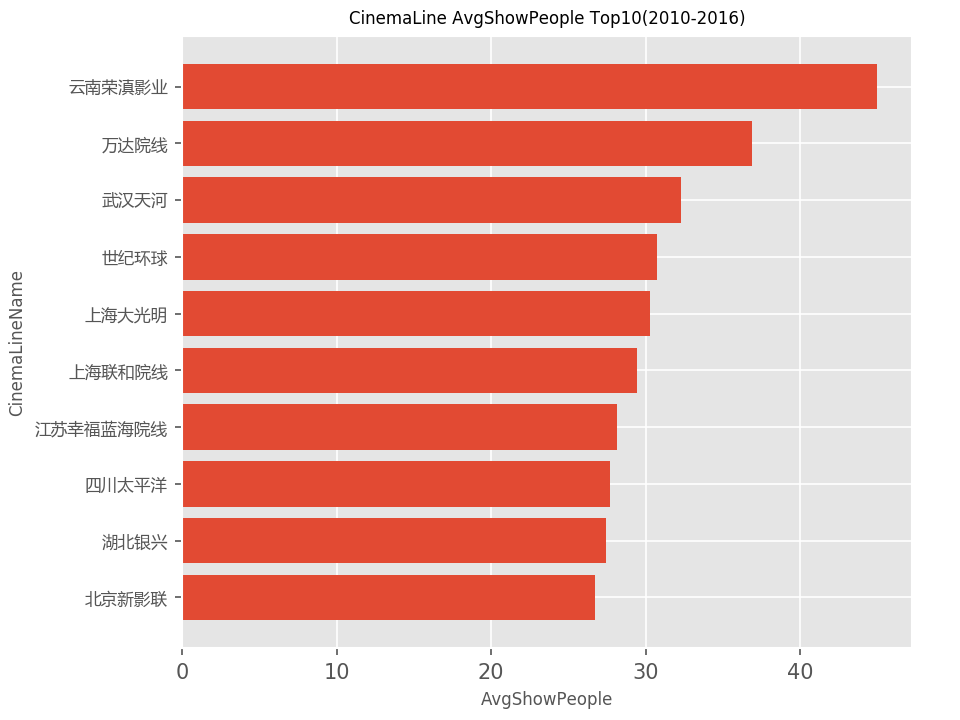 CinemaLine AvgShowPeople Top10(2010-2016)
云南荣滇影业
万达院线
武汉天河
世纪环球
上海大光明
上海联和院线
江苏幸福蓝海院线
四川太平洋
湖北银兴
北京新影联
CinemaLineName
0 10 20 30 40
AvgShowPeople